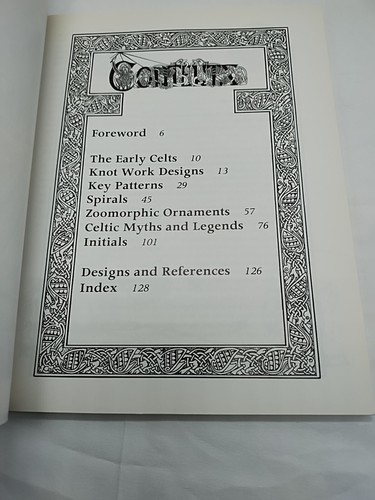 Contents
Foreword 6
The Early Celts 10
Knot Work Designs 13
Key Patterns 29
Spirals 45
Zoomorphic Ornaments 57
Celtic Myths and Legends 76
Initials 101
Designs and References 126
Index 128